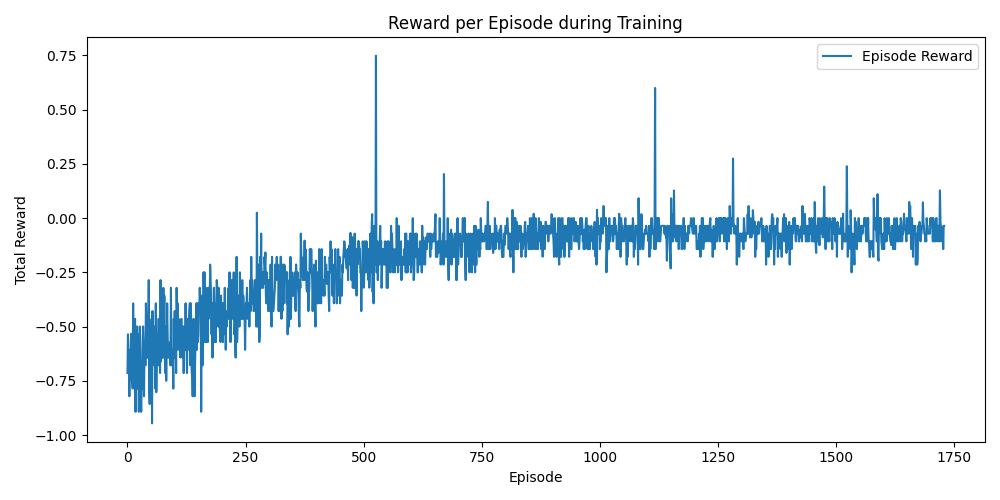 Reward per Episode during Training
Episode Reward
Total Reward
0.75
0.50
0.25
0.00
−0.25
−0.50
−0.75
−1.00
0 250 500 750 1000 1250 1500 1750
Episode